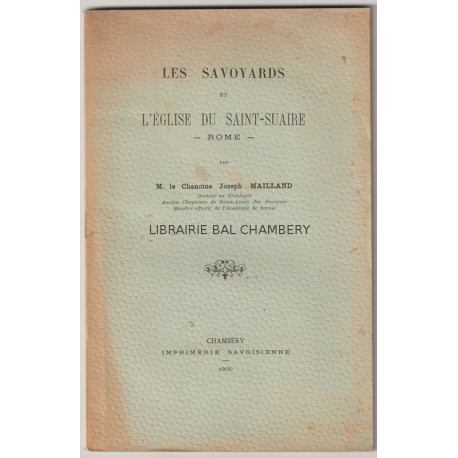 LES SAVOYARDS
ET
L'ÉGLISE DU SAINT-SUAIRE
— ROME —
PAR
M. le Chanoine Joseph MAILLAND
Docteur en Théologie
Ancien Chapelain de Saint-Louis des Français
Membre effectif de l'Académie de Savoie
LIBRAIRIE BAL CHAMBERY
CHAMBÉRY
IMPRIMERIE SAVOISIENNE
—
1900